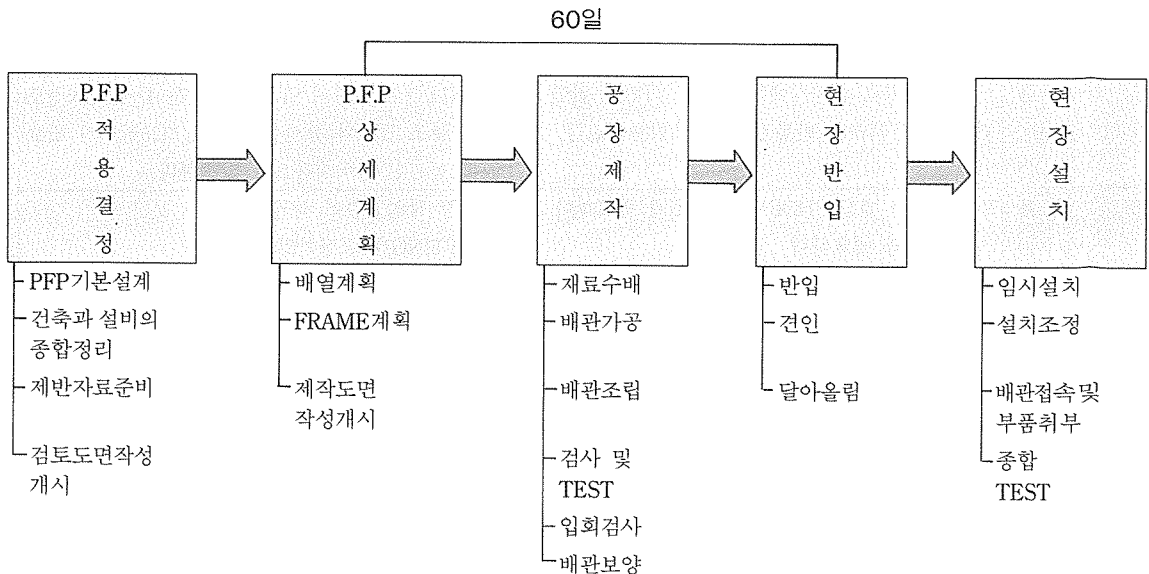 60일
P.F.P
적
용
결
정
P.F.P
상
세
계
획
공
장
제
작
현
장
반
입
현
장
설
치
PFP기본설계
건축과 설비의
종합정리
제반자료준비
검토도면작성
개시
배열계획
FRAME계획
제작도면
작성개시
재료수배
배관가공
배관조립
검사 및
TEST
입회검사
배관보양
반입
견인
달아올림
임시설치
설치조정
배관접속및
부품취부
종합
TEST